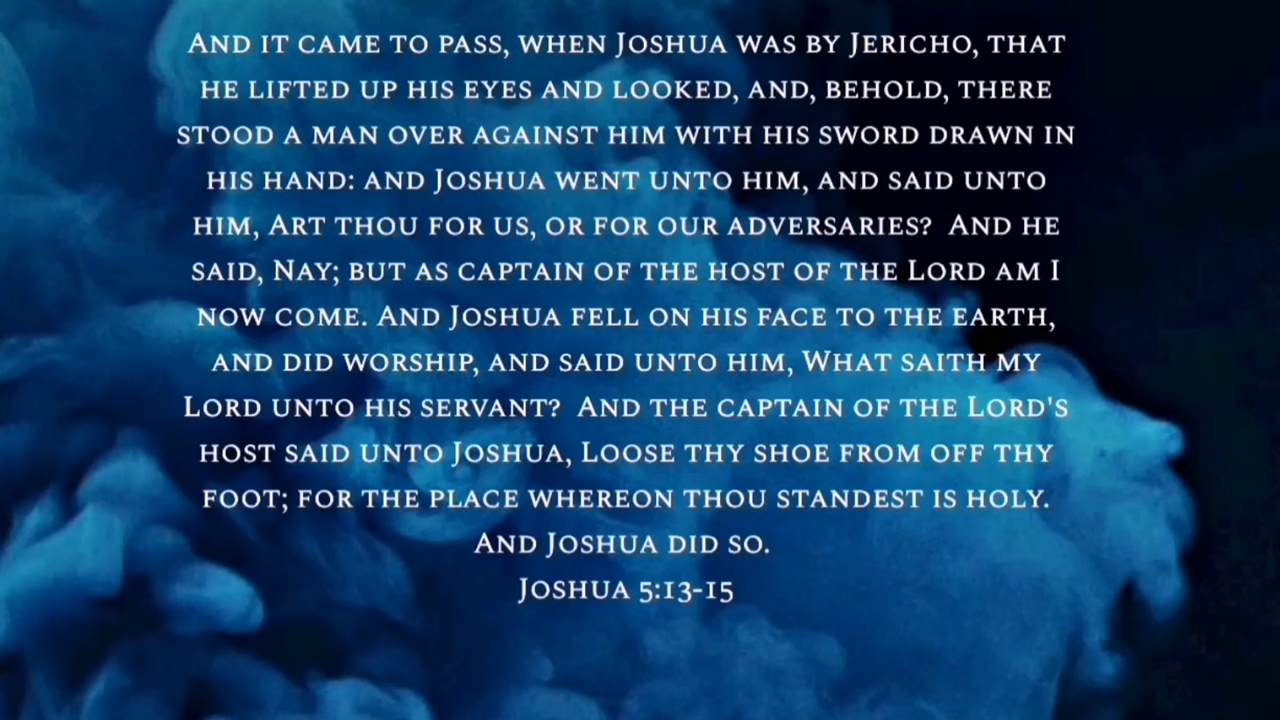 And it came to pass, when Joshua was by Jericho, that
he lifted up his eyes and looked, and, behold, there
stood a man over against him with his sword drawn in
his hand: and Joshua went unto him, and said unto
him, Art thou for us, or for our adversaries?  And he
said, Nay; but as captain of the host of the Lord am I
now come. And Joshua fell on his face to the earth,
and did worship, and said unto him, What saith my
Lord unto his servant?  And the captain of the Lord's
host said unto Joshua, Loose thy shoe from off thy
foot; for the place whereon thou standest is holy.
And Joshua did so.
Joshua 5:13-15